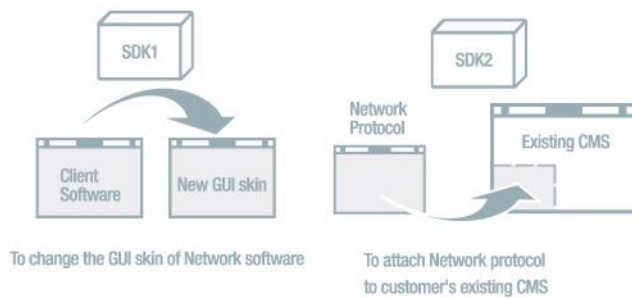 SDK1
Client
Software
New GUI skin
To change the GUI skin of Network software
SDK2
Network
Protocol
Existing CMS
To attach Network protocol
to customer's existing CMS